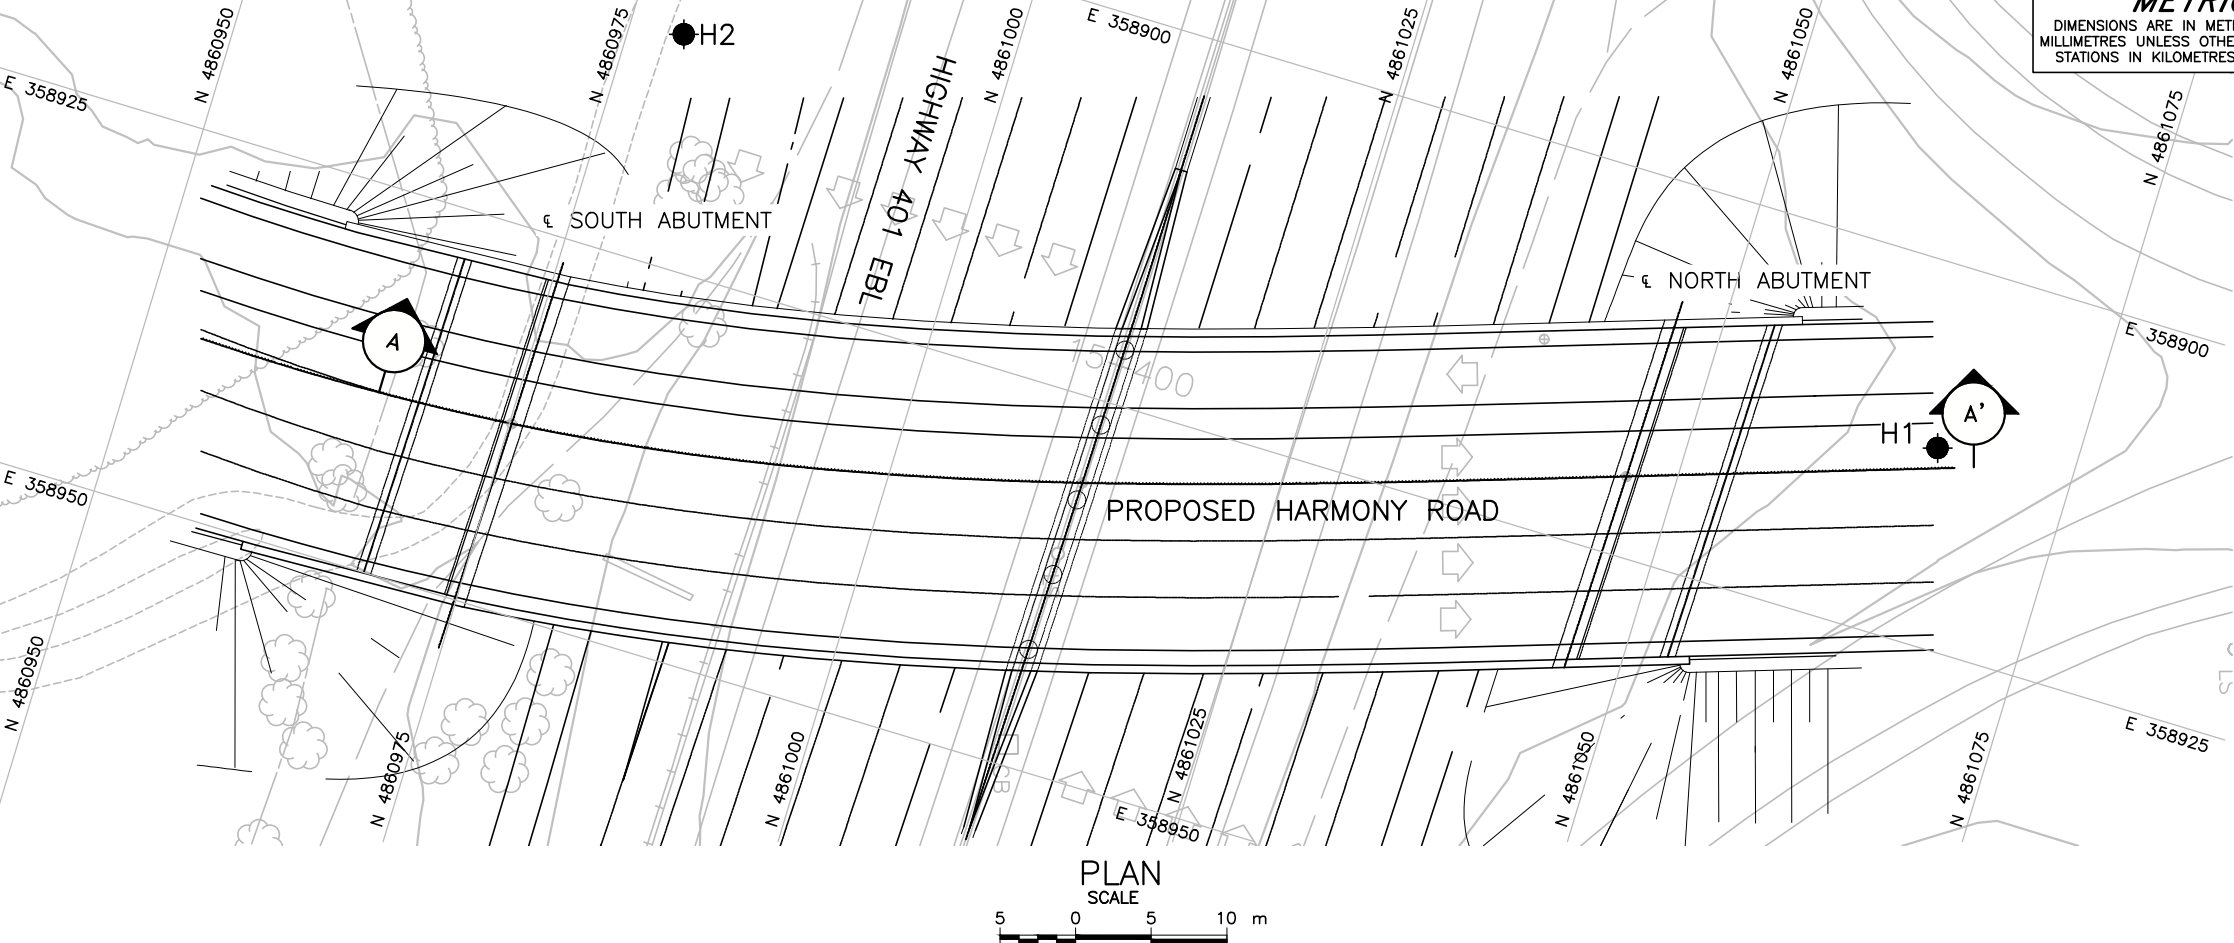 METRIC
DIMENSIONS ARE IN MET
MILLIMETRES UNLESS OTHE
STATIONS IN KILOMETRES
N 4860950
N 4860975
N 4861000
N 4861025
N 4861050
N 4861075
E 358900
E 358925
H2
HIGHWAY 401 EBL
℄ SOUTH ABUTMENT
℄ NORTH ABUTMENT
A
A'
H1
E 358900
E 358950
PROPOSED HARMONY ROAD
N 4860950
N 4860975
N 4861000
N 4861025
N 4861050
N 4861075
E 358950
E 358925
PLAN
SCALE
5 0 5 10 m